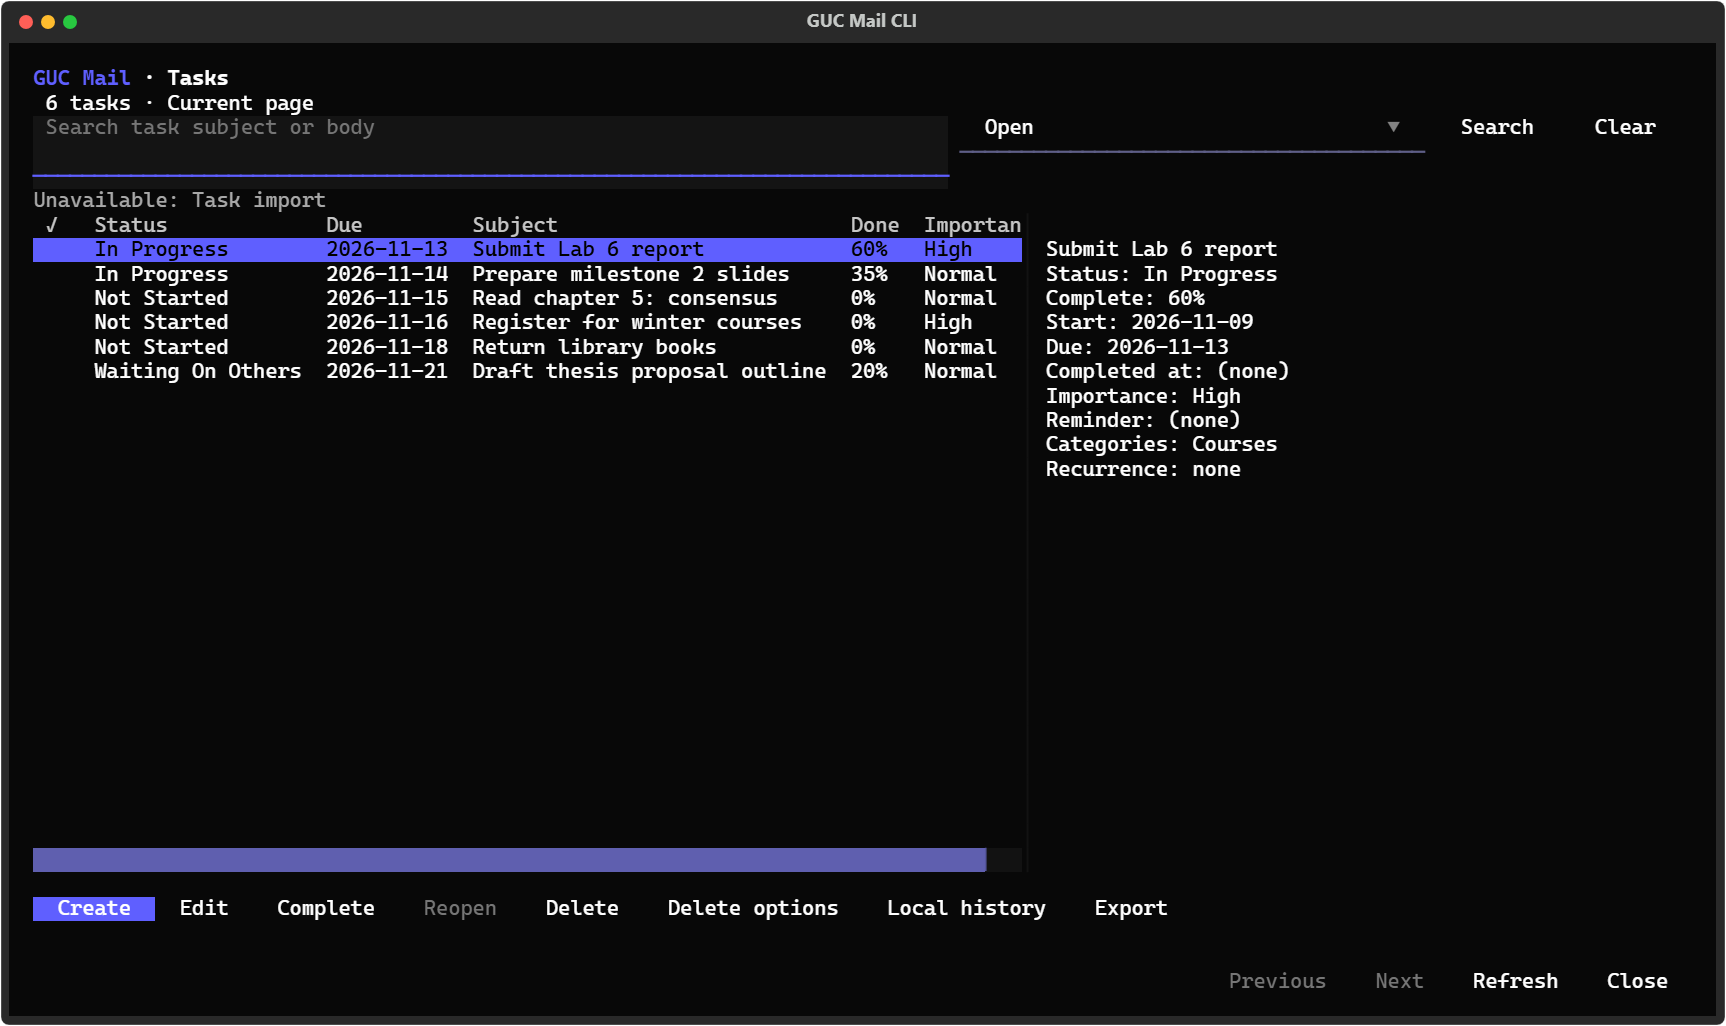 GUC Mail CLI
GUC Mail · Tasks
6 tasks · Current page
Search task subject or body
Open ▼ Search Clear
Unavailable: Task import
√ Status Due Subject Done Importan
In Progress 2026-11-13 Submit Lab 6 report 60% High
In Progress 2026-11-14 Prepare milestone 2 slides 35% Normal
Not Started 2026-11-15 Read chapter 5: consensus 0% Normal
Not Started 2026-11-16 Register for winter courses 0% High
Not Started 2026-11-18 Return library books 0% Normal
Waiting On Others 2026-11-21 Draft thesis proposal outline 20% Normal
Submit Lab 6 report
Status: In Progress
Complete: 60%
Start: 2026-11-09
Due: 2026-11-13
Completed at: (none)
Importance: High
Reminder: (none)
Categories: Courses
Recurrence: none
Create Edit Complete Reopen Delete Delete options Local history Export
Previous Next Refresh Close